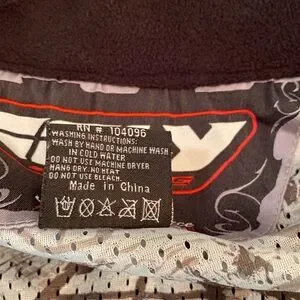 RN # 104096
WASHING INSTRUCTIONS:
WASH BY HAND OR MACHINE WASH
IN COLD WATER
DO NOT USE MACHINE DRYER
HANG DRY. NO HEAT
DO NOT USE BLEACH.
Made in China